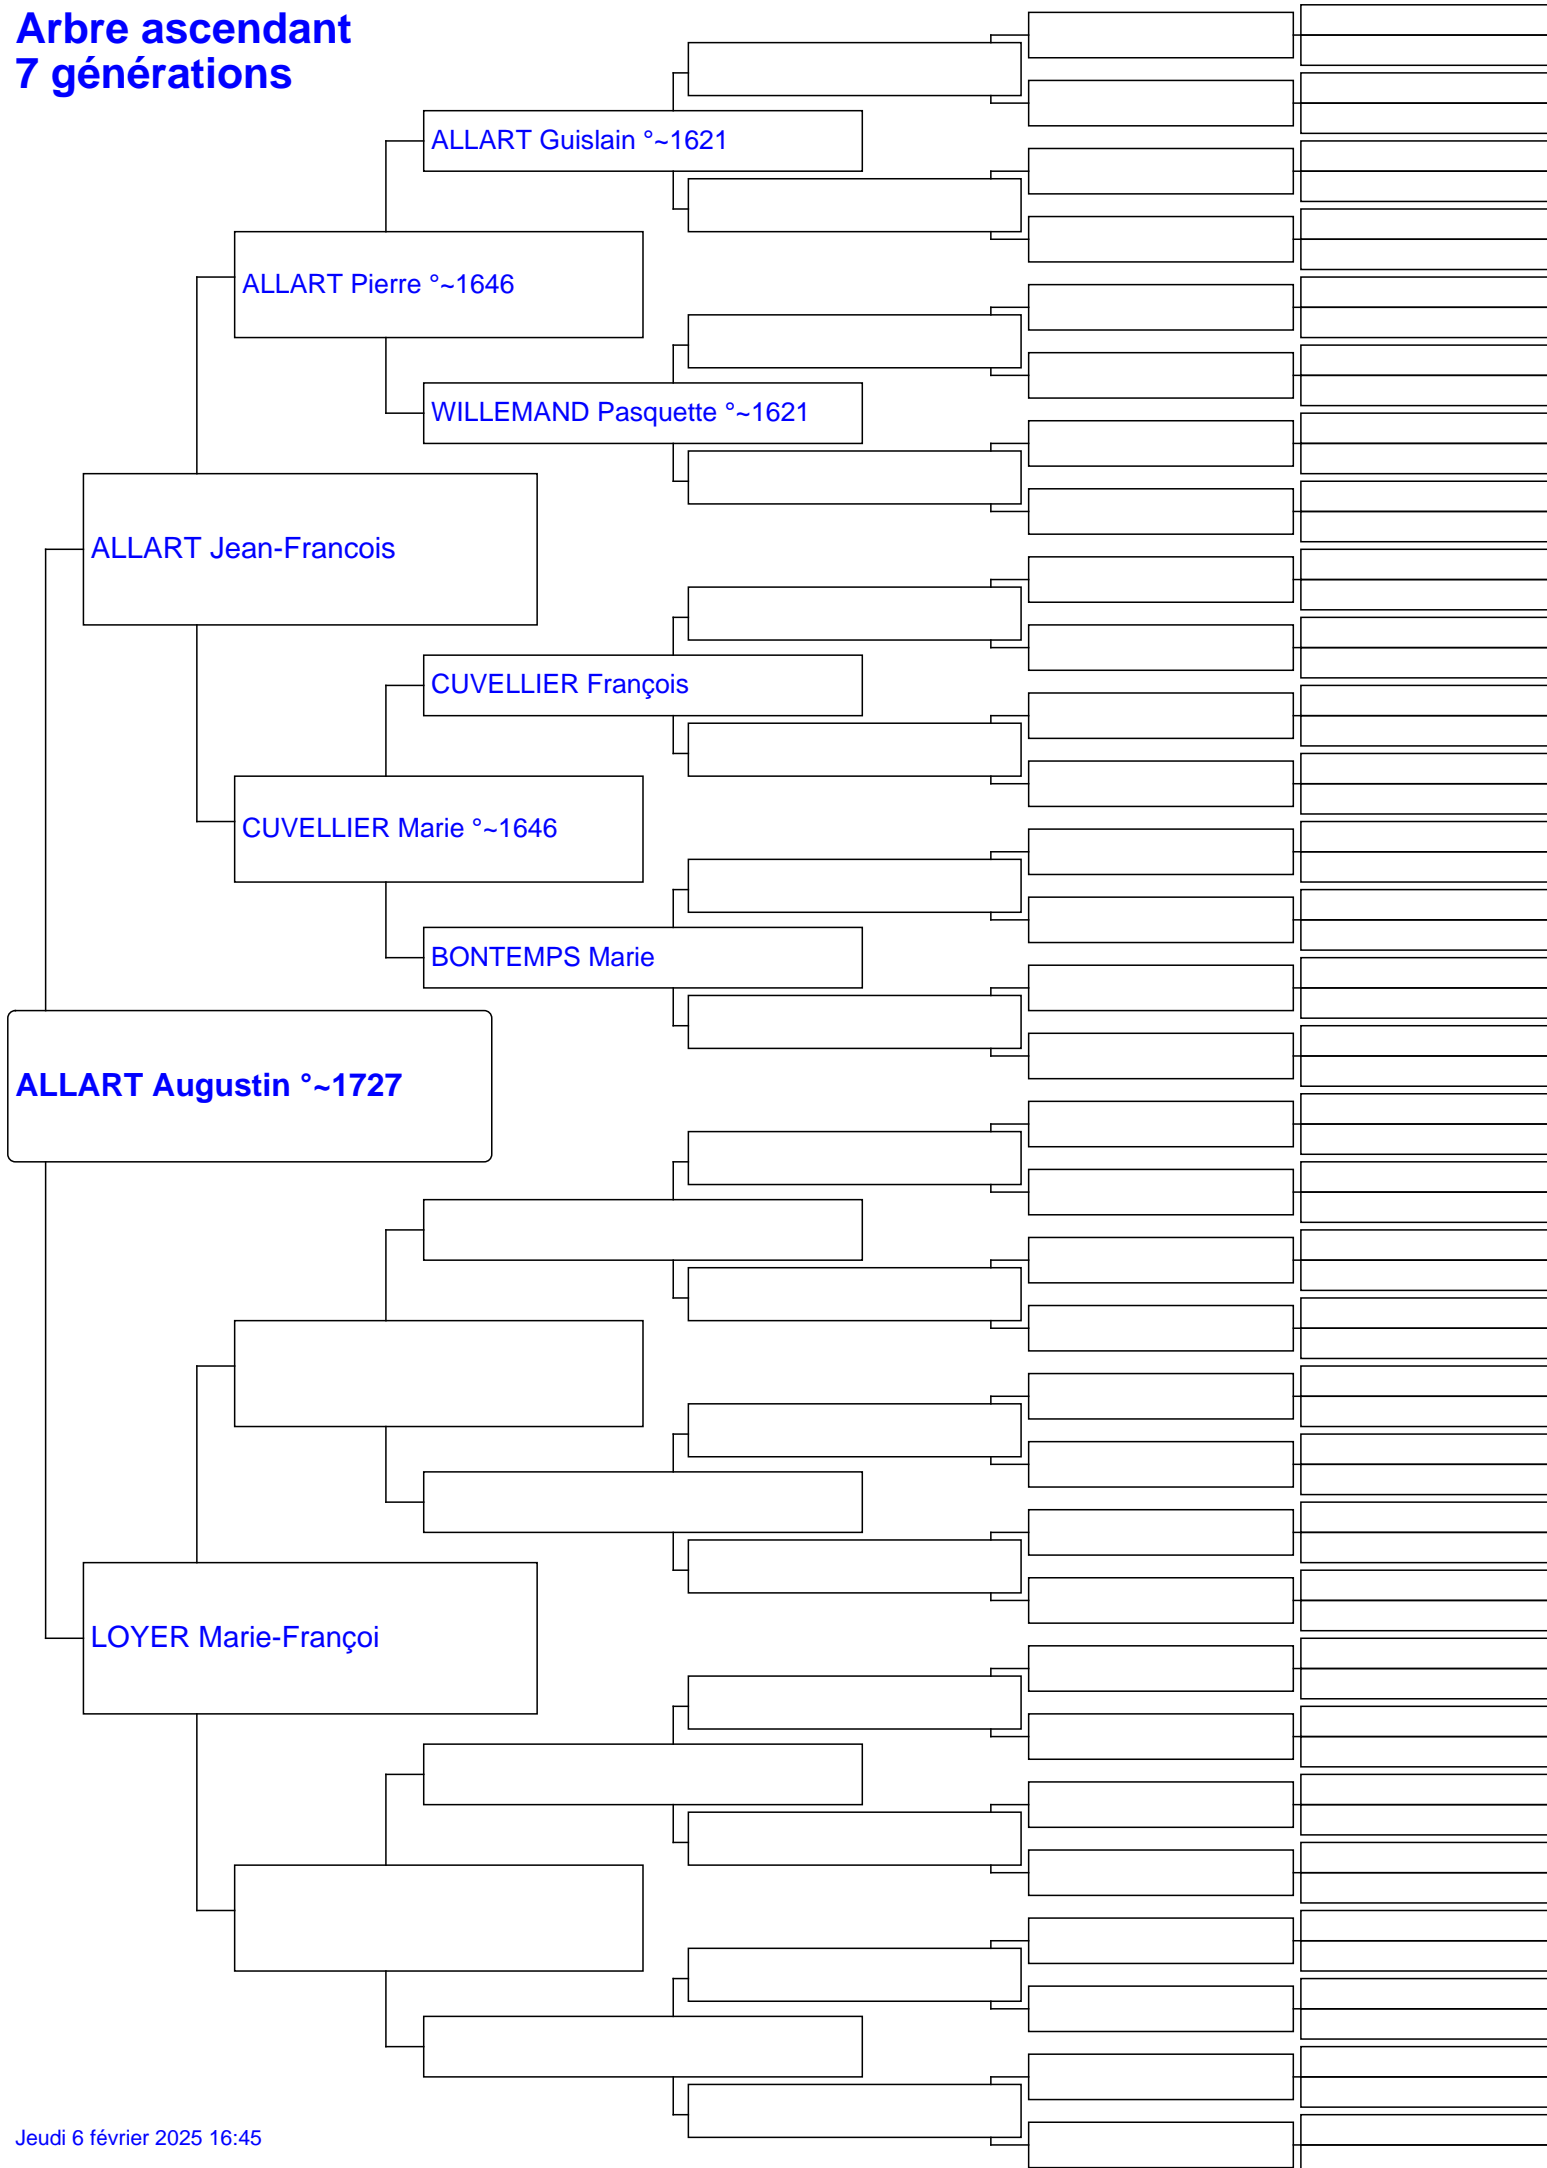 Arbre ascendant
7 générations
ALLART Guislain °~1621
ALLART Pierre °~1646
WILLEMAND Pasquette °~1621
ALLART Jean-Francois
CUVELLIER François
CUVELLIER Marie °~1646
BONTEMPS Marie
ALLART Augustin °~1727
LOYER Marie-Françoi
Jeudi 6 février 2025 16:45